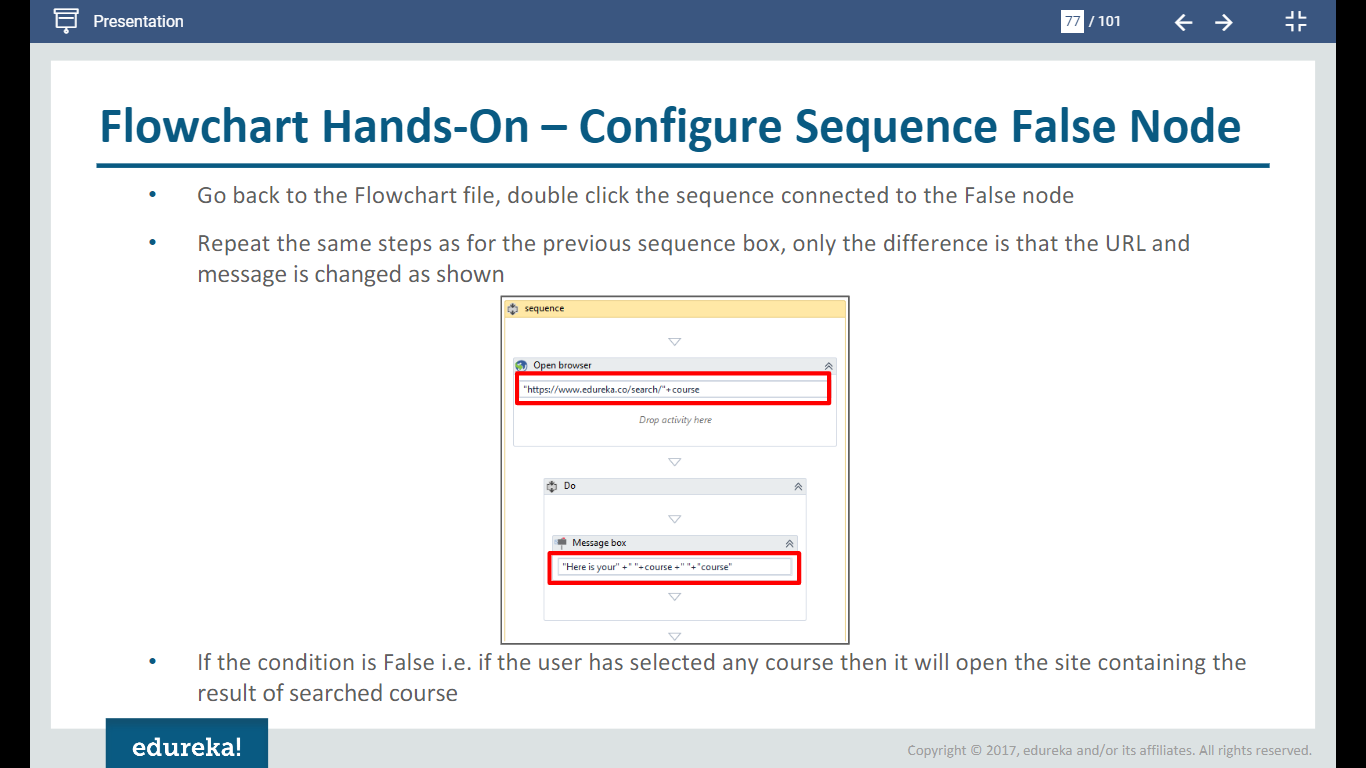 Presentation
77 / 101
Flowchart Hands-On – Configure Sequence False Node
• Go back to the Flowchart file, double click the sequence connected to the False node
• Repeat the same steps as for the previous sequence box, only the difference is that the URL and
message is changed as shown
sequence
Open browser
"https://www.edureka.co/search/"+course
Drop activity here
Do
Message box
"Here is your" +" "+course +" "+"course"
• If the condition is False i.e. if the user has selected any course then it will open the site containing the
result of searched course
edureka!
Copyright © 2017, edureka and/or its affiliates. All rights reserved.